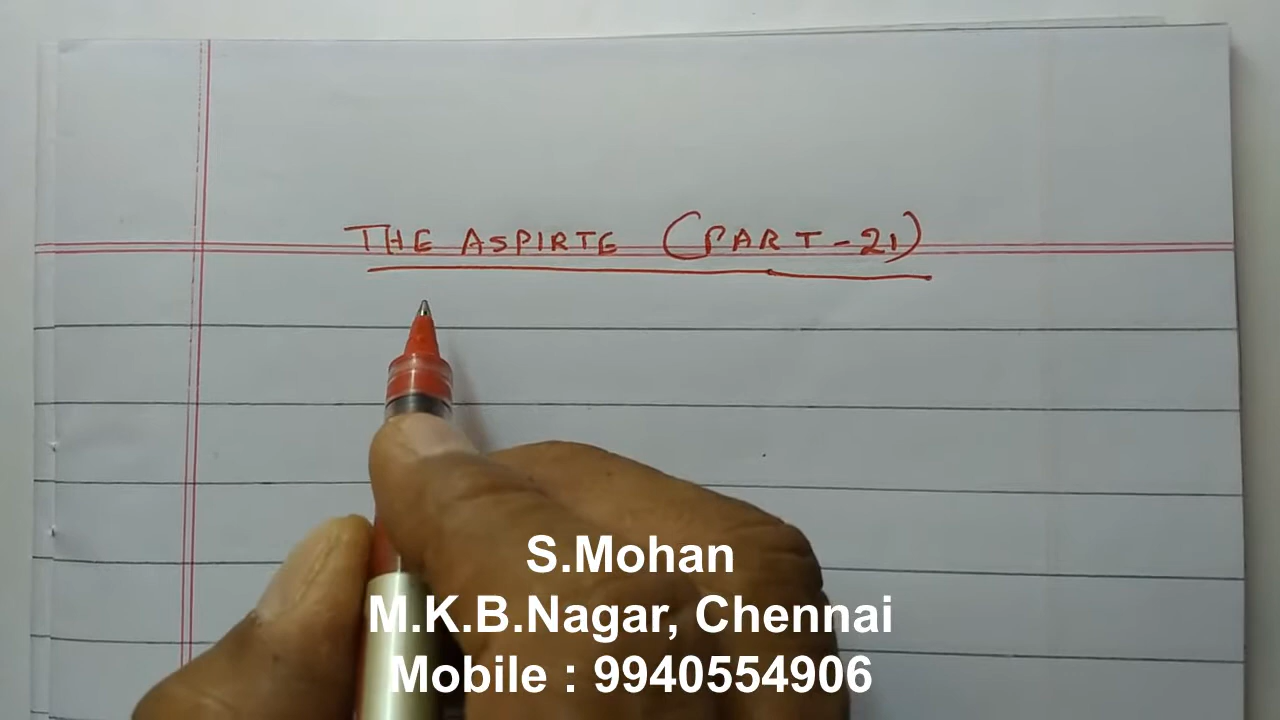 THE ASPIRTE (PART-21)
S.Mohan
M.K.B.Nagar, Chennai
Mobile : 9940554906